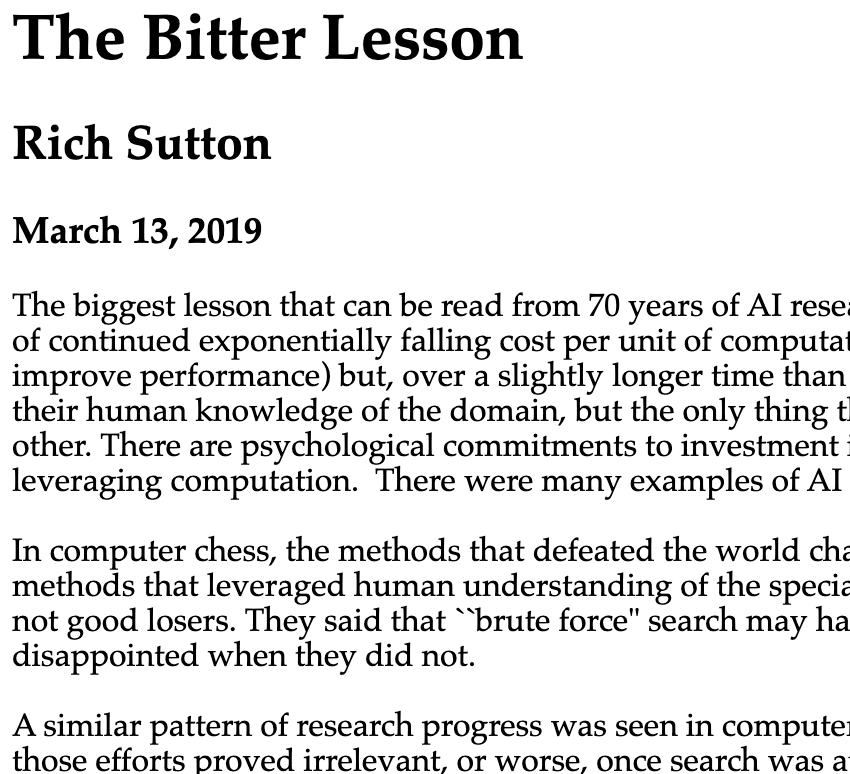 The Bitter Lesson
Rich Sutton
March 13, 2019
The biggest lesson that can be read from 70 years of AI
of continued exponentially falling cost per unit of
improve performance) but, over a slightly longer time than
their human knowledge of the domain, but the only thing
other. There are psychological commitments to investment
leveraging computation.  There were many examples of AI
In computer chess, the methods that defeated the world
methods that leveraged human understanding of the
not good losers. They said that ``brute force" search may
disappointed when they did not.
A similar pattern of research progress was seen in
those efforts proved irrelevant, or worse, once search was